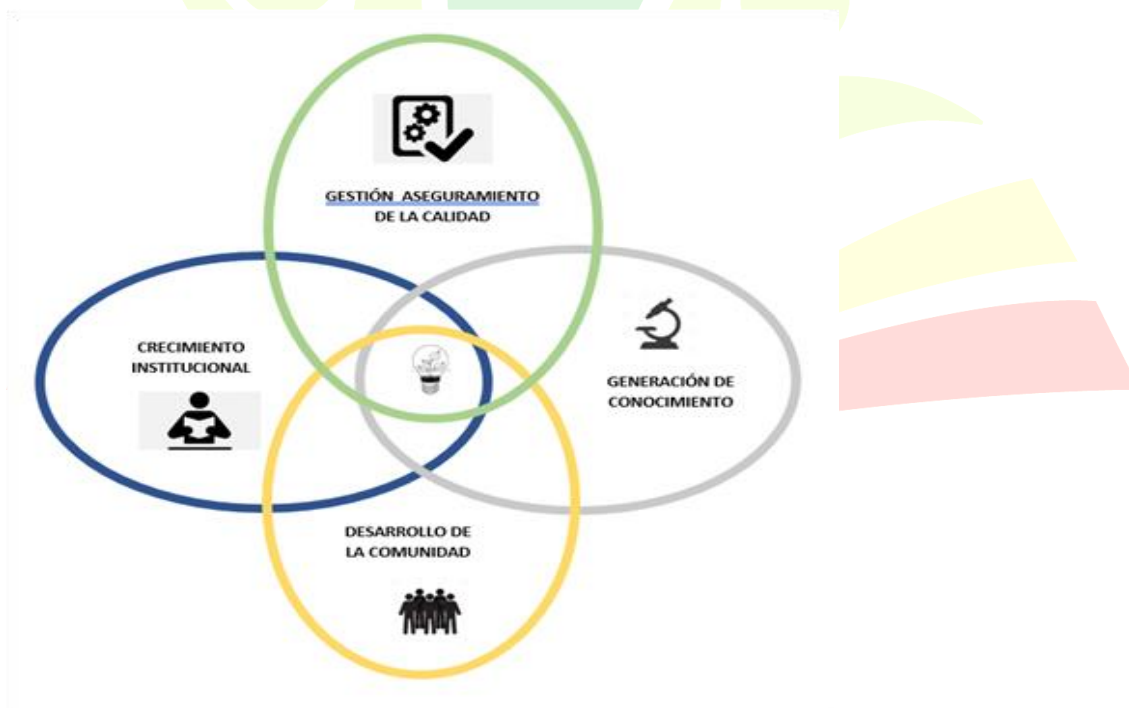 GESTIÓN ASEGURAMIENTO
DE LA CALIDAD
CRECIMIENTO
INSTITUCIONAL
GENERACIÓN DE
CONOCIMIENTO
DESARROLLO DE
LA COMUNIDAD